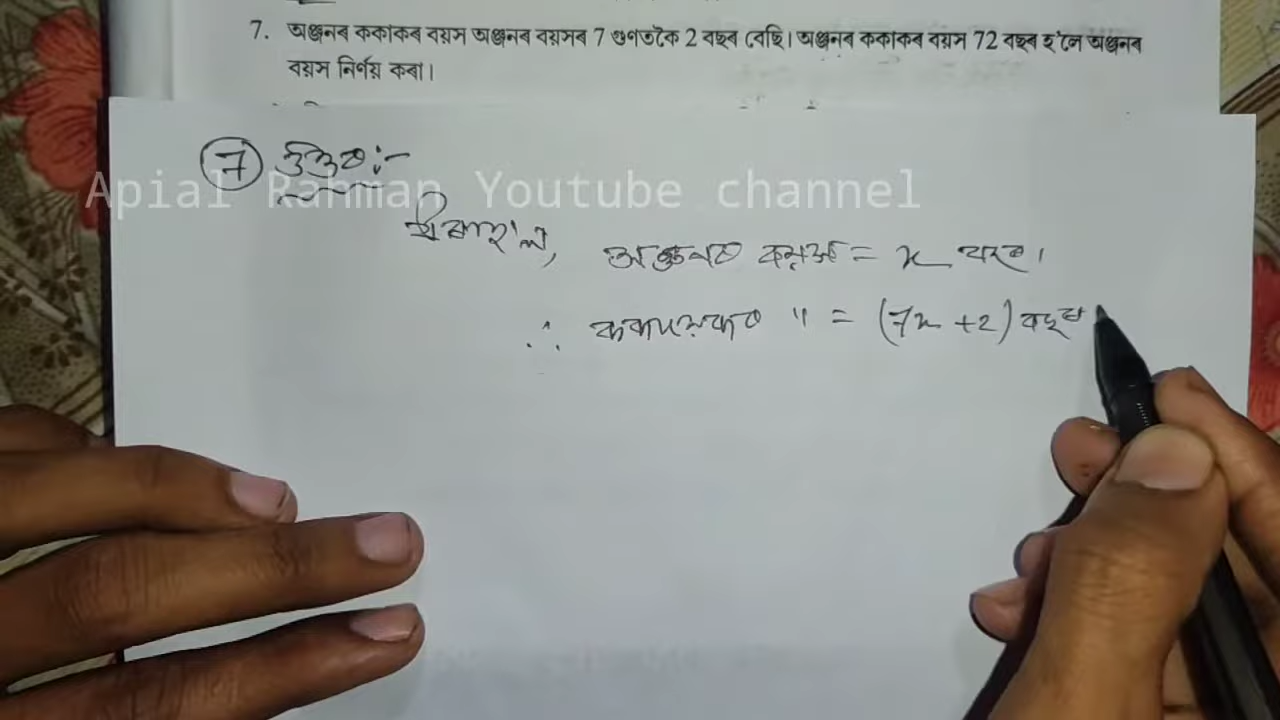 7. অঞ্জনৰ ককাকৰ বয়স অঞ্জনৰ বয়সৰ 7 গুণতকৈ 2 বছৰ বেছি। অঞ্জনৰ ককাকৰ বয়স 72 বছৰ হ'লে অঞ্জনৰ
বয়স নিৰ্ণয় কৰা।
7 উত্তৰ :-
Apial Rahman Youtube channel
ধৰাহ'ল, অঞ্জনৰ বয়স = x বছৰ।
∴ ককায়েকৰ " = (7x + 2) বছৰ